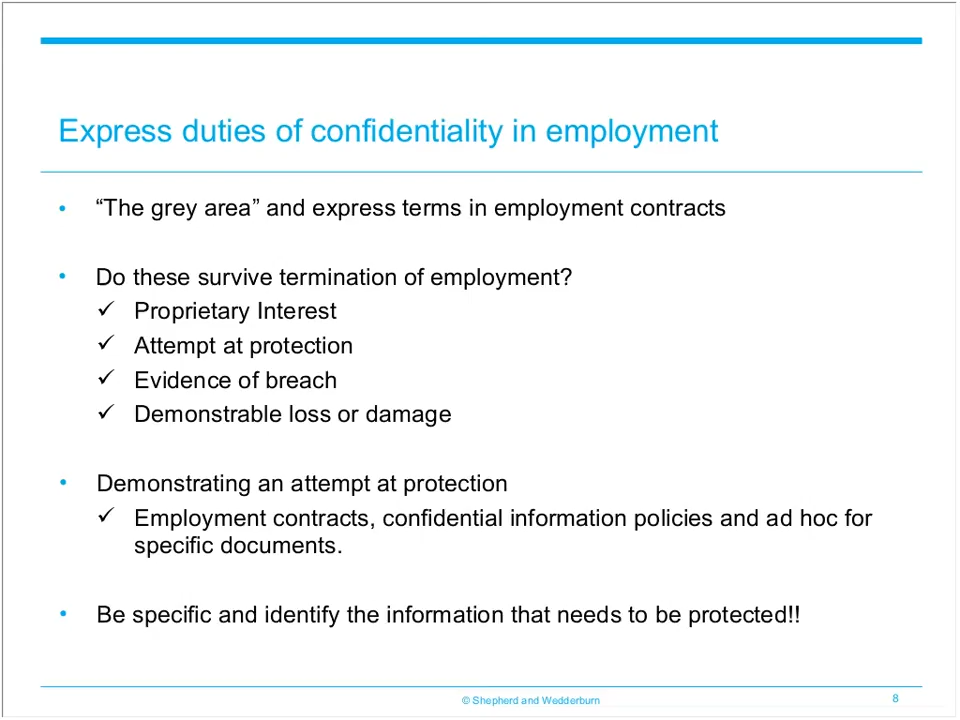 Express duties of confidentiality in employment
• “The grey area” and express terms in employment contracts
• Do these survive termination of employment?
✓ Proprietary Interest
✓ Attempt at protection
✓ Evidence of breach
✓ Demonstrable loss or damage
• Demonstrating an attempt at protection
✓ Employment contracts, confidential information policies and ad hoc for
specific documents.
• Be specific and identify the information that needs to be protected!!
© Shepherd and Wedderburn
8